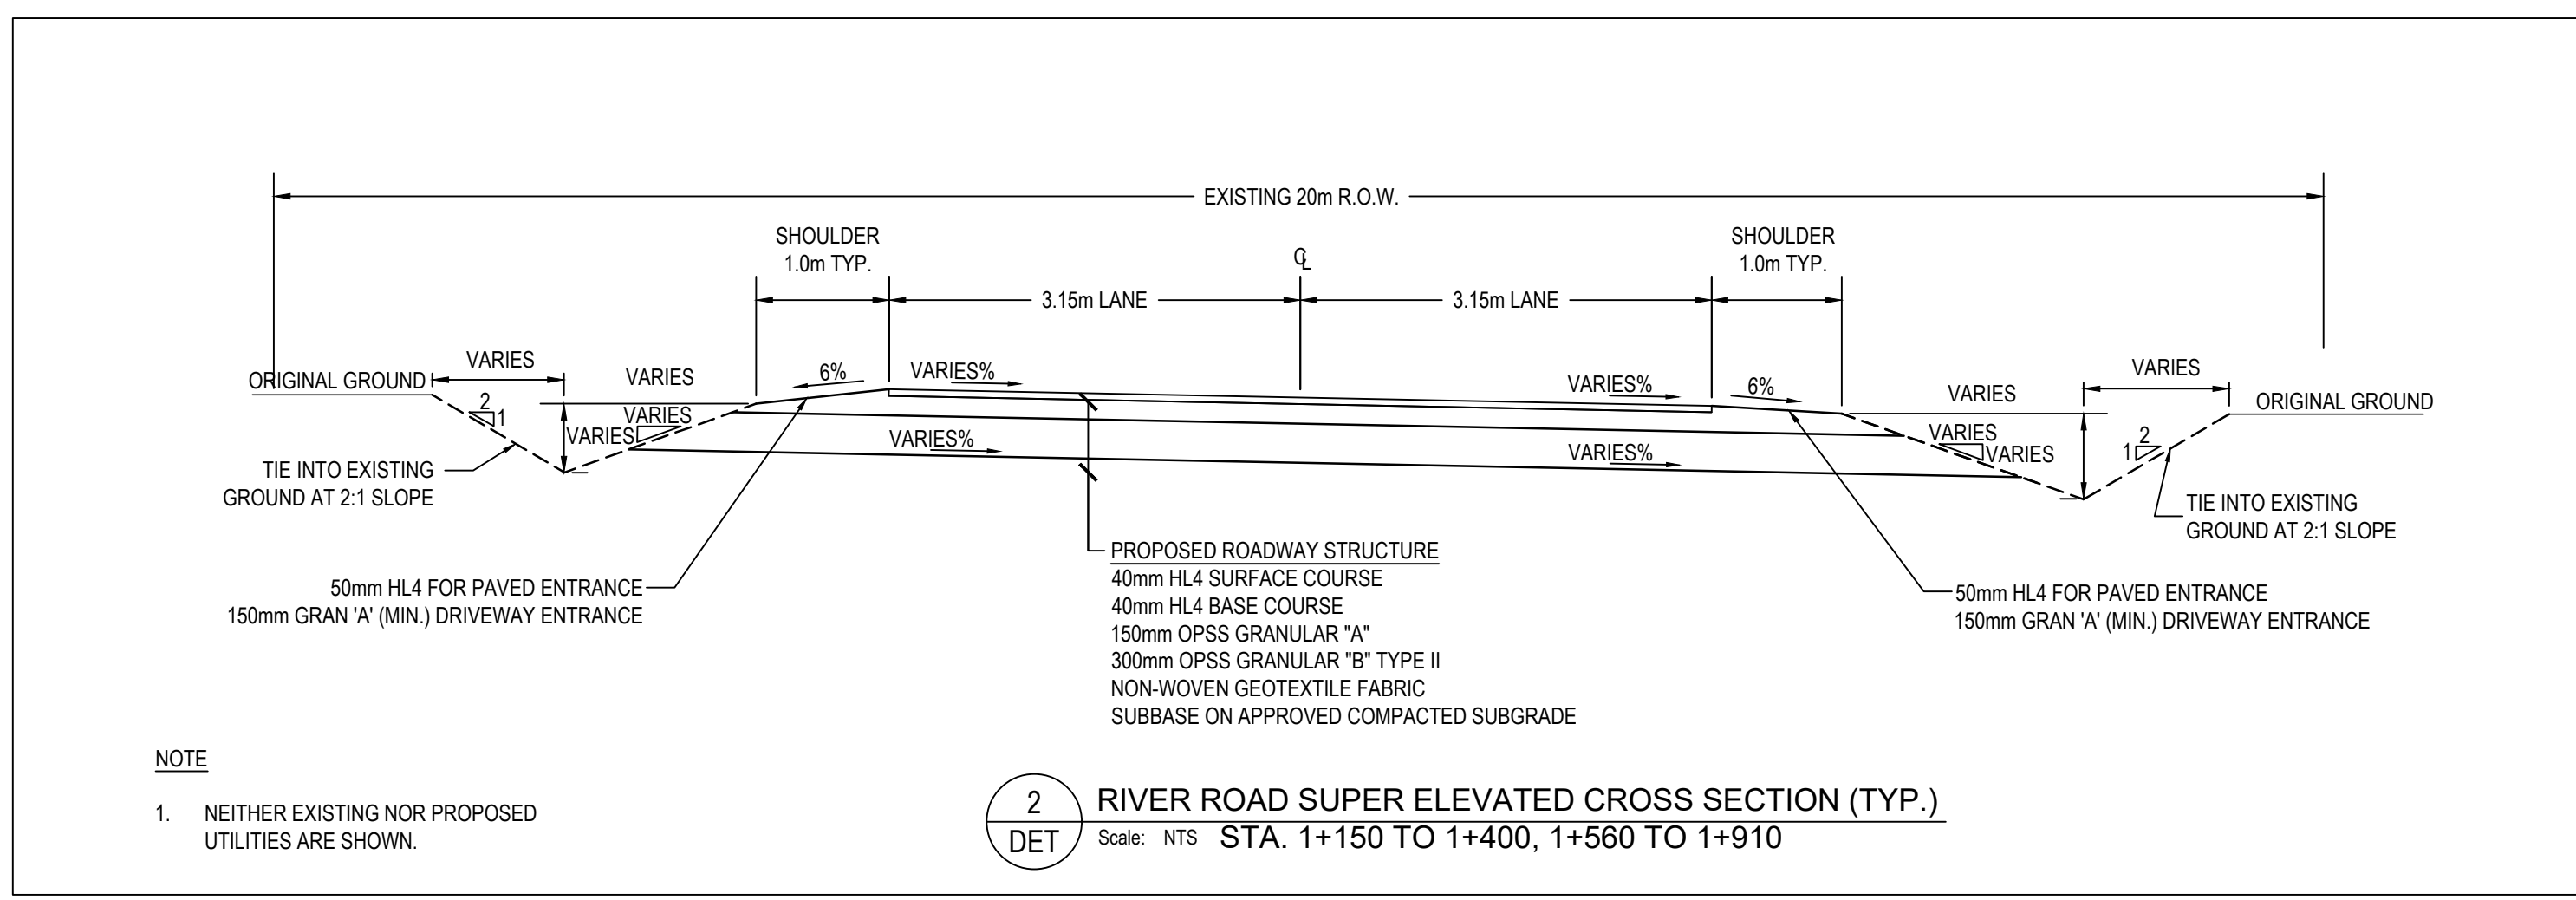 EXISTING 20m R.O.W.
SHOULDER
1.0m TYP.
SHOULDER
1.0m TYP.
CL
3.15m LANE
3.15m LANE
VARIES
VARIES
VARIES
VARIES
ORIGINAL GROUND
6%
VARIES%
VARIES%
6%
ORIGINAL GROUND
2
1
VARIES
VARIES
VARIES%
VARIES%
VARIES
VARIES
2
1
TIE INTO EXISTING
GROUND AT 2:1 SLOPE
TIE INTO EXISTING
GROUND AT 2:1 SLOPE
50mm HL4 FOR PAVED ENTRANCE
150mm GRAN 'A' (MIN.) DRIVEWAY ENTRANCE
PROPOSED ROADWAY STRUCTURE
40mm HL4 SURFACE COURSE
40mm HL4 BASE COURSE
150mm OPSS GRANULAR "A"
300mm OPSS GRANULAR "B" TYPE II
NON-WOVEN GEOTEXTILE FABRIC
SUBBASE ON APPROVED COMPACTED SUBGRADE
50mm HL4 FOR PAVED ENTRANCE
150mm GRAN 'A' (MIN.) DRIVEWAY ENTRANCE
NOTE
1. NEITHER EXISTING NOR PROPOSED
UTILITIES ARE SHOWN.
2
DET
RIVER ROAD SUPER ELEVATED CROSS SECTION (TYP.)
Scale: NTS STA. 1+150 TO 1+400, 1+560 TO 1+910